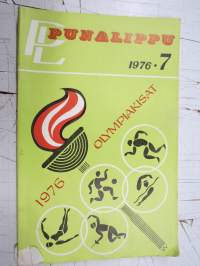 PL PUNALIPPU
1976 • 7
1976 OLYMPIAKISAT